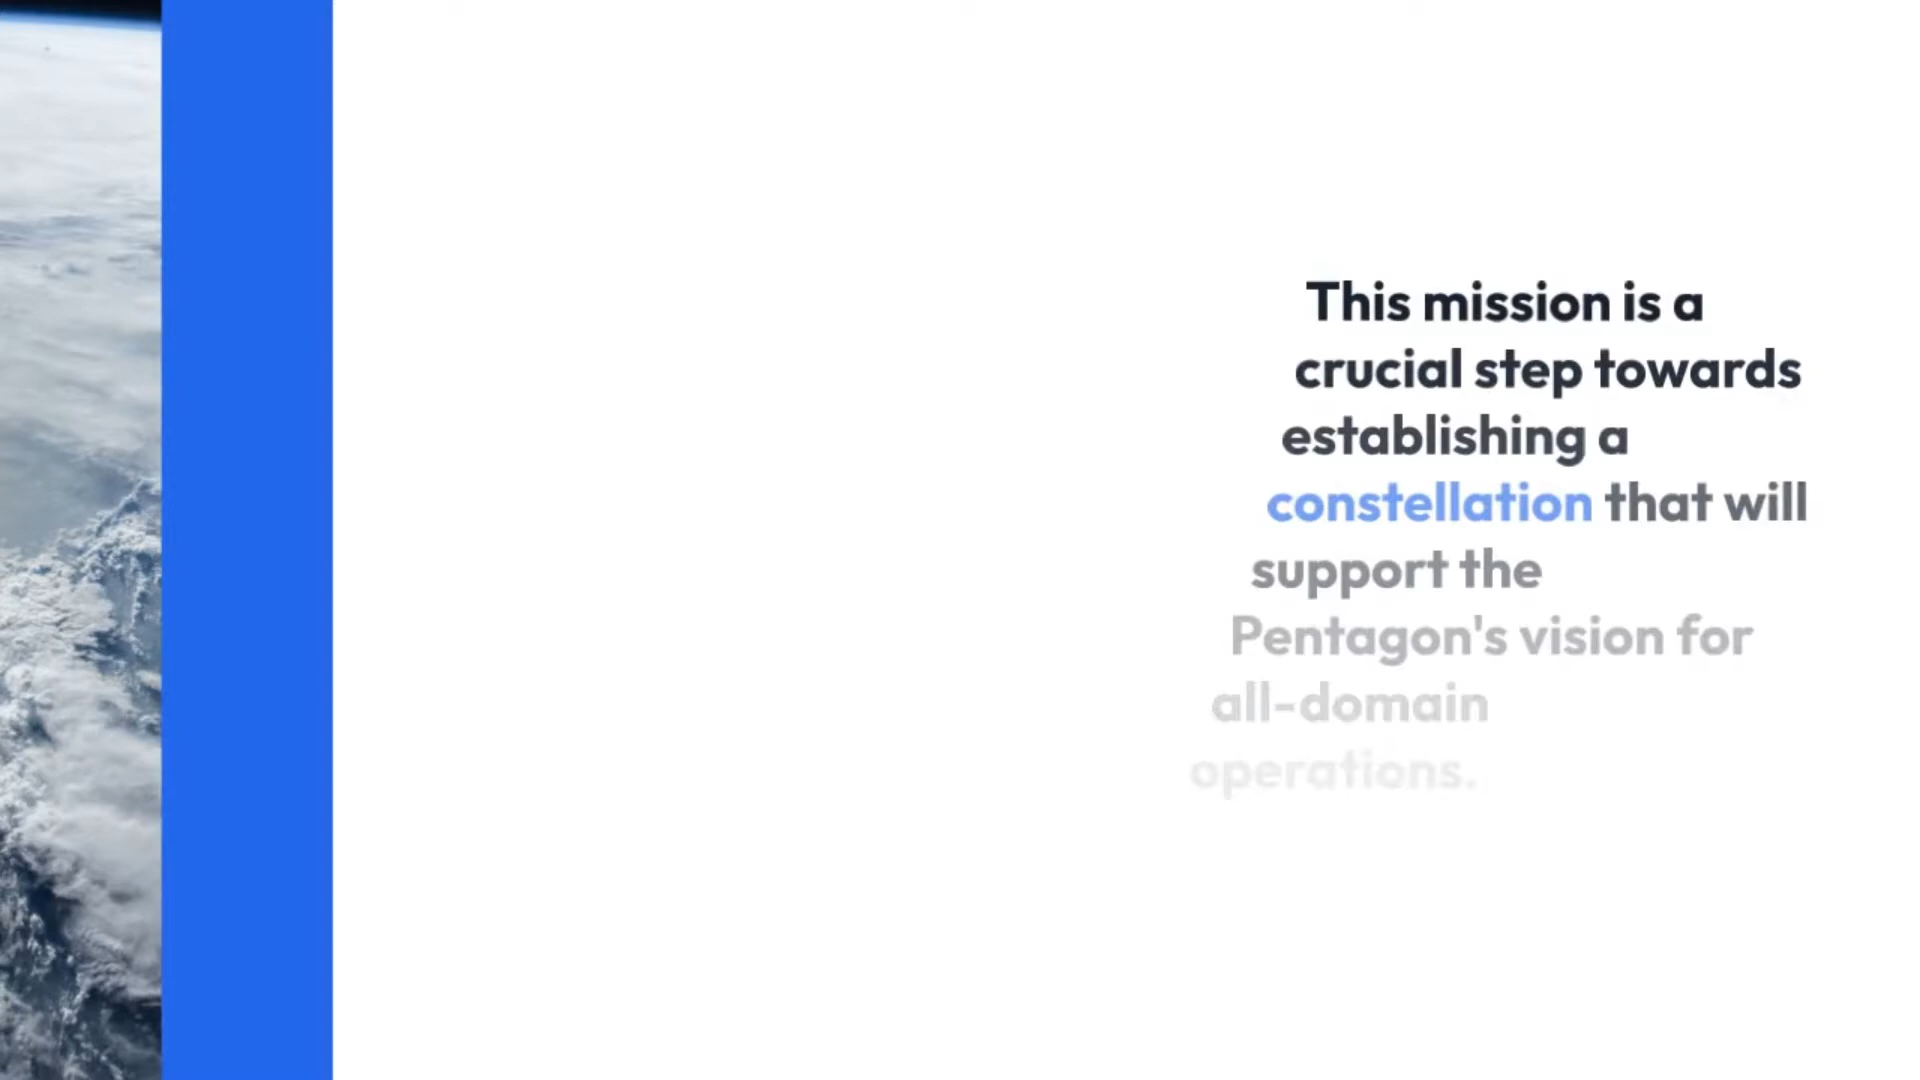 This mission is a
crucial step towards
establishing a
constellation that will
support the
Pentagon's vision for
all-domain
operations.